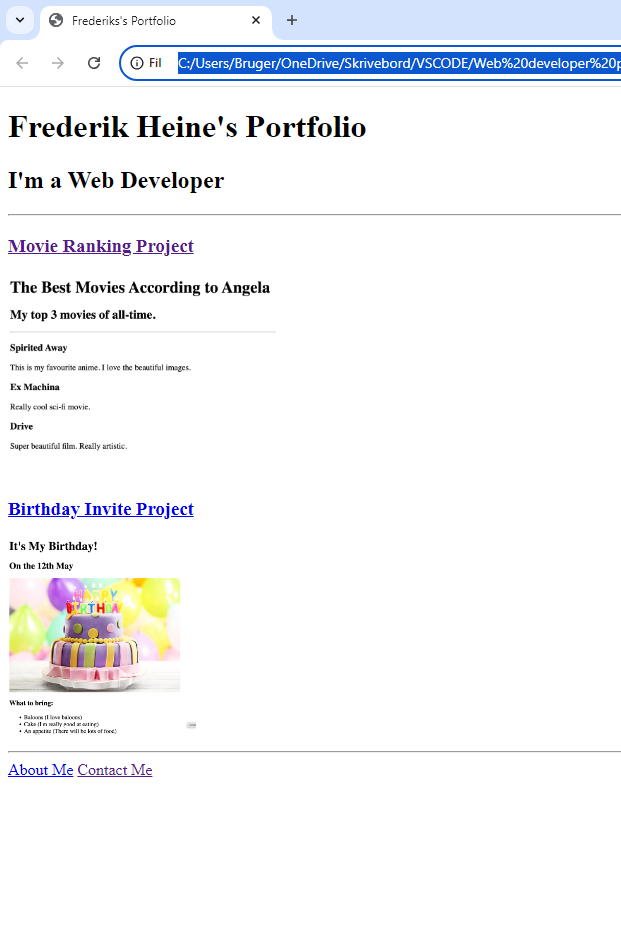 Frederiks's Portfolio
Fil C:/Users/Bruger/OneDrive/Skrivebord/VSCODE/Web%20developer%20p
Frederik Heine's Portfolio
I'm a Web Developer
Movie Ranking Project
The Best Movies According to Angela
My top 3 movies of all-time.
Spirited Away
This is my favourite anime. I love the beautiful images.
Ex Machina
Really cool sci-fi movie.
Drive
Super beautiful film. Really artistic.
Birthday Invite Project
It's My Birthday!
On the 12th May
HAPPY
BIRTHDAY
What to bring:
• Baloons (I love baloons)
• Cake (I'm really good at eating)
• An appetite (There will be lots of food)
About Me Contact Me